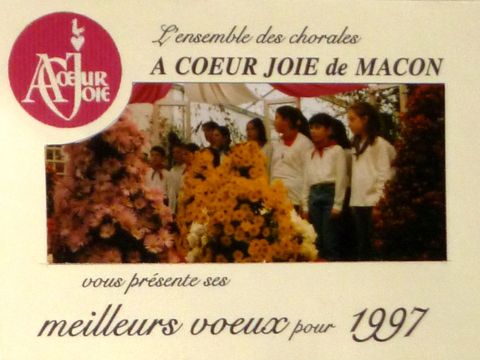 A COEUR JOIE
L'ensemble des chorales
A COEUR JOIE de MACON
vous présente ses
meilleurs voeux pour 1997